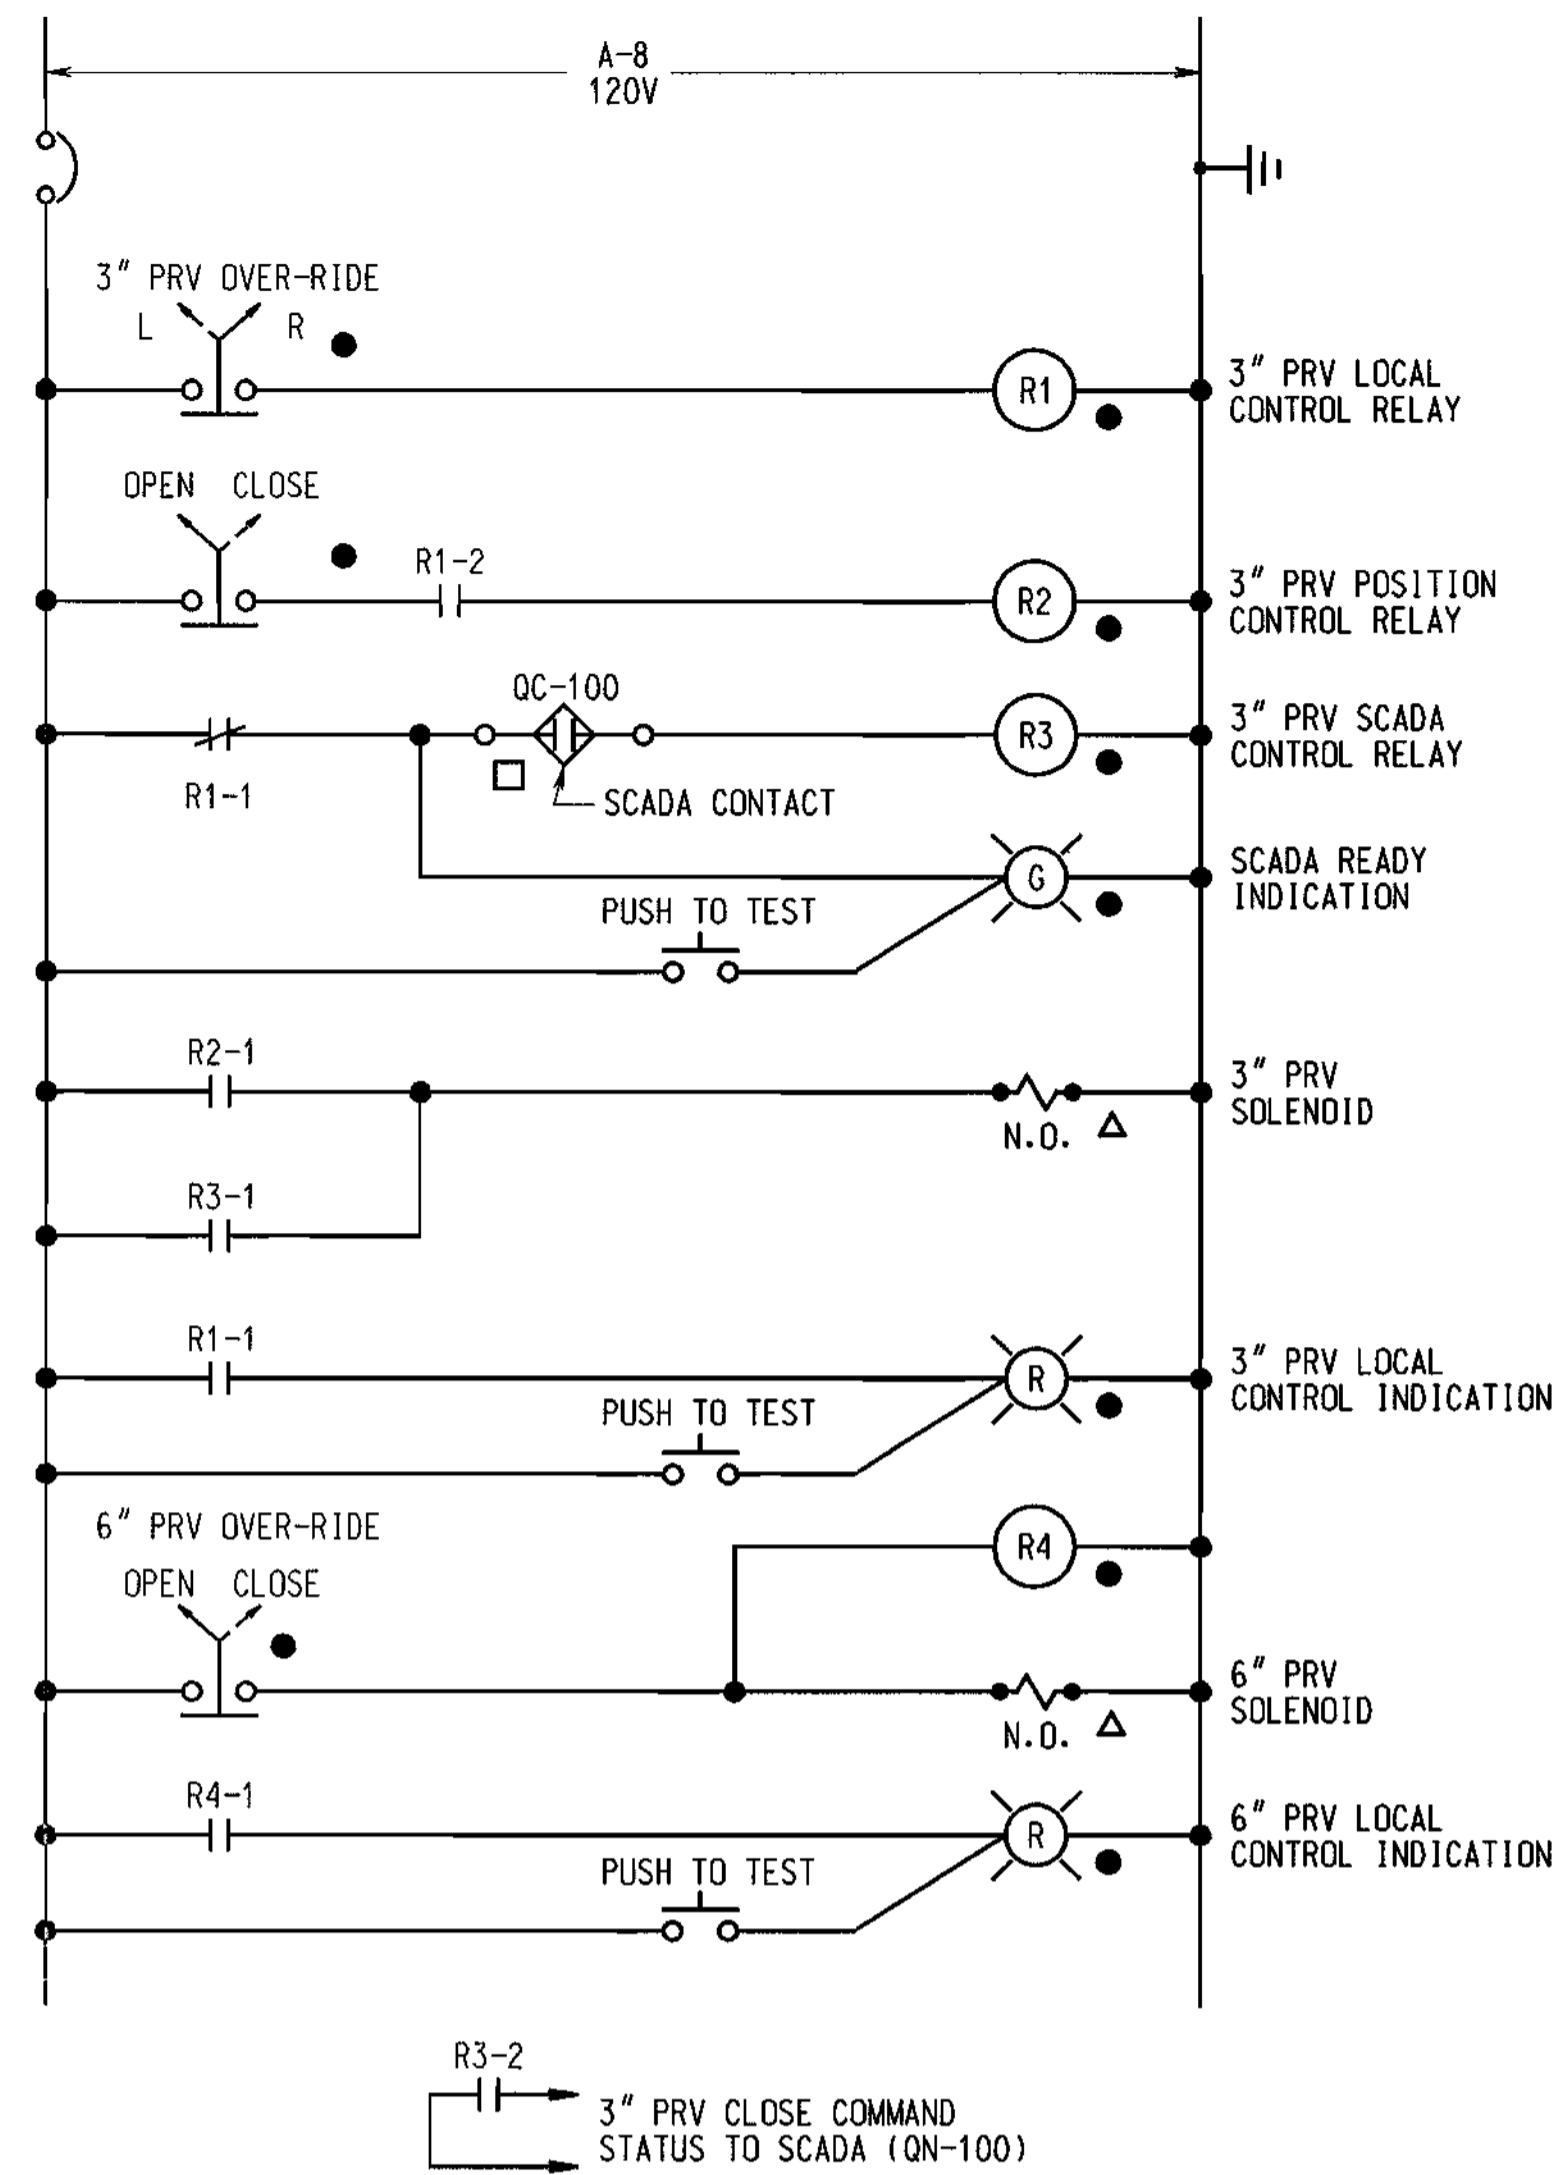 A-8
120V
3" PRV OVER-RIDE
L R
R1
3" PRV LOCAL
CONTROL RELAY
OPEN CLOSE
R1-2
R2
3" PRV POSITION
CONTROL RELAY
QC-100
R1-1
SCADA CONTACT
R3
3" PRV SCADA
CONTROL RELAY
G
SCADA READY
INDICATION
PUSH TO TEST
R2-1
N.O.
3" PRV
SOLENOID
R3-1
R1-1
R
3" PRV LOCAL
CONTROL INDICATION
PUSH TO TEST
6" PRV OVER-RIDE
OPEN CLOSE
R4
N.O.
6" PRV
SOLENOID
R4-1
R
6" PRV LOCAL
CONTROL INDICATION
PUSH TO TEST
R3-2
3" PRV CLOSE COMMAND
STATUS TO SCADA (QN-100)